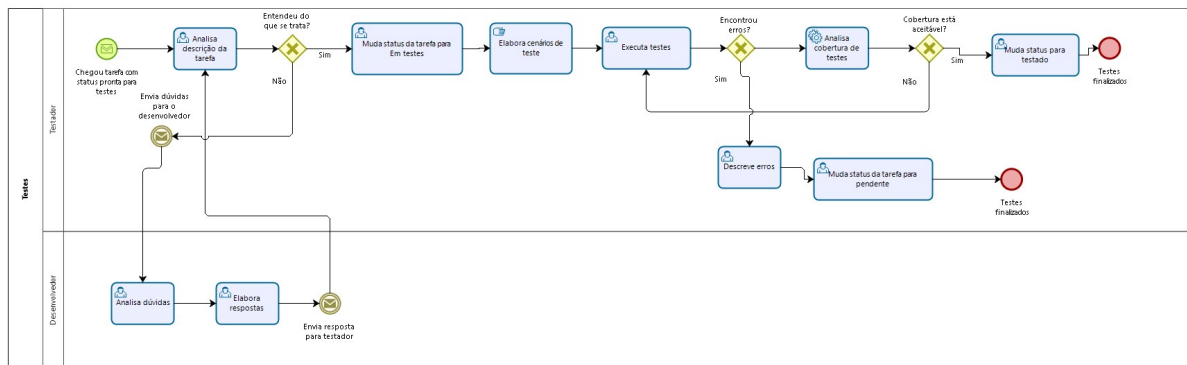 Testes
Testador
Desenvolvedor
Chegou tarefa com
status pronta para
testes
Analisa
descrição da
tarefa
Entendeu do
que se trata?
Sim
Não
Muda status da tarefa para
Em testes
Elabora cenários de
teste
Executa testes
Encontrou
erros?
Sim
Analisa
cobertura de
testes
Cobertura está
aceitável?
Sim
Não
Muda status para
testado
Testes
finalizados
Envia dúvidas
para o
desenvolvedor
Descreve erros
Muda status da tarefa para
pendente
Testes
finalizados
Analisa dúvidas
Elabora
respostas
Envia resposta
para testador